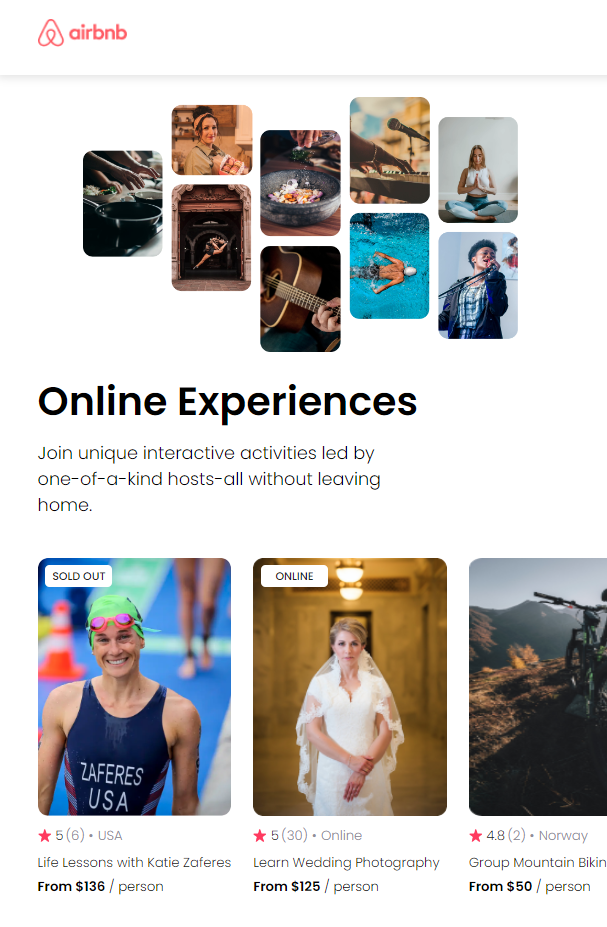 airbnb
Online Experiences
Join unique interactive activities led by
one-of-a-kind hosts-all without leaving
home.
SOLD OUT
ONLINE
ZAFERES
USA
5 (6) • USA
5 (30) • Online
4.8 (2) • Norway
Life Lessons with Katie Zaferes
Learn Wedding Photography
Group Mountain Bikin
From $136 / person
From $125 / person
From $50 / person